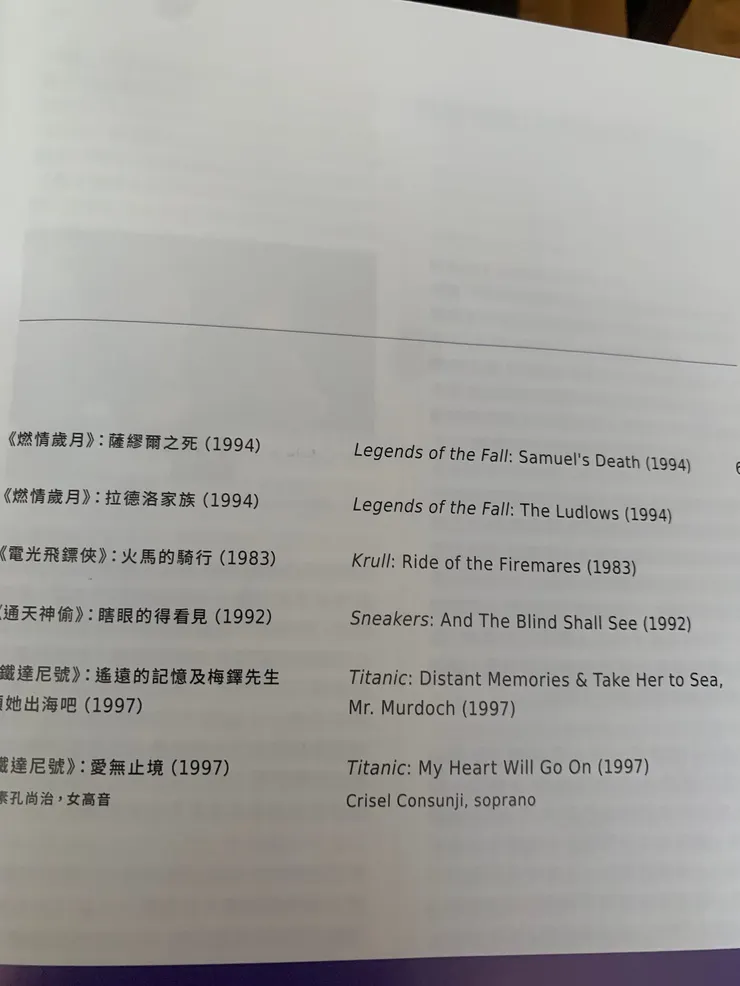 《燃情歲月》：薩繆爾之死 (1994)
Legends of the Fall: Samuel's Death (1994)
《燃情歲月》：拉德洛家族 (1994)
Legends of the Fall: The Ludlows (1994)
《電光飛鏢俠》：火馬的騎行 (1983)
Krull: Ride of the Firemares (1983)
《通天神偷》：瞎眼的得看見 (1992)
Sneakers: And The Blind Shall See (1992)
鐵達尼號》：遙遠的記憶及梅鐸先生
她出海吧 (1997)
Titanic: Distant Memories & Take Her to Sea,
Mr. Murdoch (1997)
鐵達尼號》：愛無止境 (1997)
孔尚治，女高音
Titanic: My Heart Will Go On (1997)
Crisel Consunji, soprano